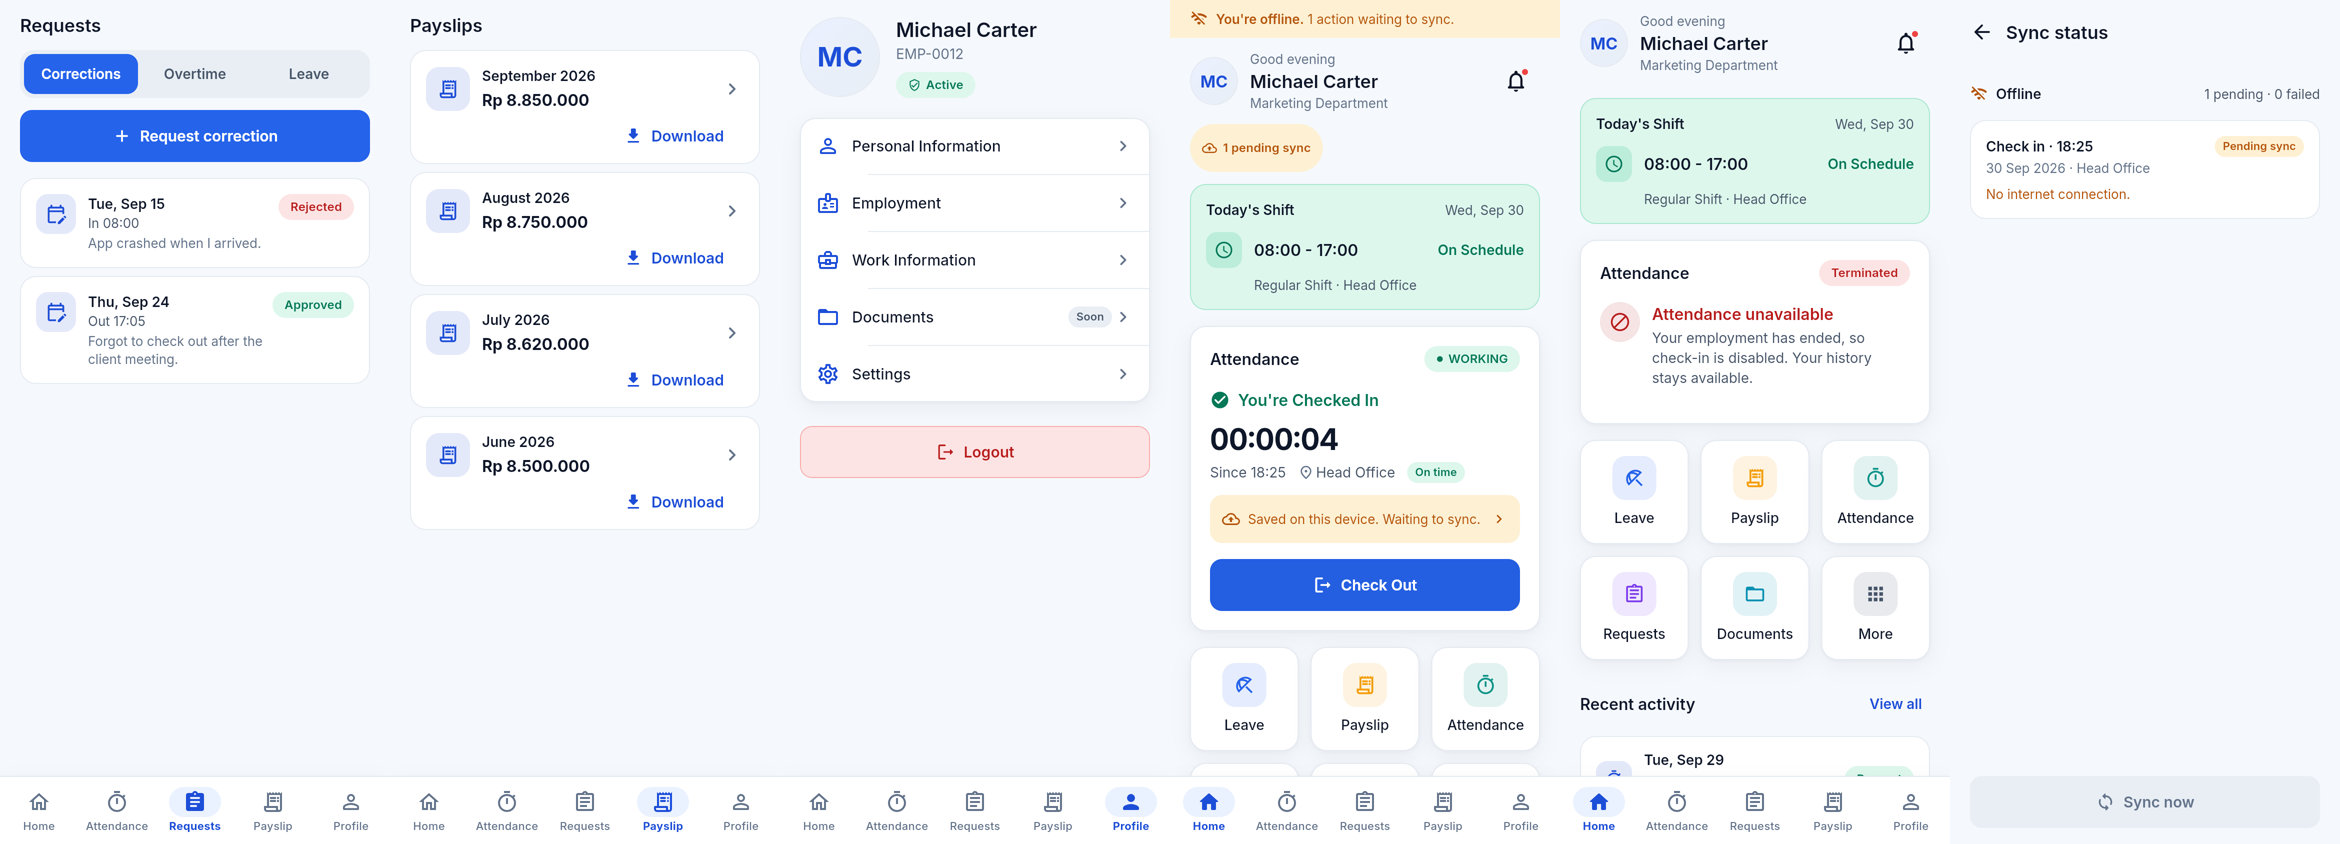 Requests
Corrections
Overtime
Leave
+ Request correction
Tue, Sep 15
Rejected
In 08:00
App crashed when I arrived.
Thu, Sep 24
Approved
Out 17:05
Forgot to check out after the
client meeting.
Home
Attendance
Requests
Payslip
Profile
Payslips
September 2026
Rp 8.850.000
Download
August 2026
Rp 8.750.000
Download
July 2026
Rp 8.620.000
Download
June 2026
Rp 8.500.000
Download
Home
Attendance
Requests
Payslip
Profile
MC
Michael Carter
EMP-0012
Active
Personal Information
Employment
Work Information
Documents
Soon
Settings
Logout
Home
Attendance
Requests
Payslip
Profile
You're offline. 1 action waiting to sync.
MC
Good evening
Michael Carter
Marketing Department
1 pending sync
Today's Shift
Wed, Sep 30
08:00 - 17:00
On Schedule
Regular Shift · Head Office
Attendance
• WORKING
You're Checked In
00:00:04
Since 18:25
Head Office
On time
Saved on this device. Waiting to sync.
Check Out
Leave
Payslip
Attendance
Home
Attendance
Requests
Payslip
Profile
MC
Good evening
Michael Carter
Marketing Department
Today's Shift
Wed, Sep 30
08:00 - 17:00
On Schedule
Regular Shift · Head Office
Attendance
Terminated
Attendance unavailable
Your employment has ended, so
check-in is disabled. Your history
stays available.
Leave
Payslip
Attendance
Requests
Documents
More
Recent activity
View all
Tue, Sep 29
Home
Attendance
Requests
Payslip
Profile
Sync status
Offline
1 pending · 0 failed
Check in · 18:25
Pending sync
30 Sep 2026 · Head Office
No internet connection.
Sync now